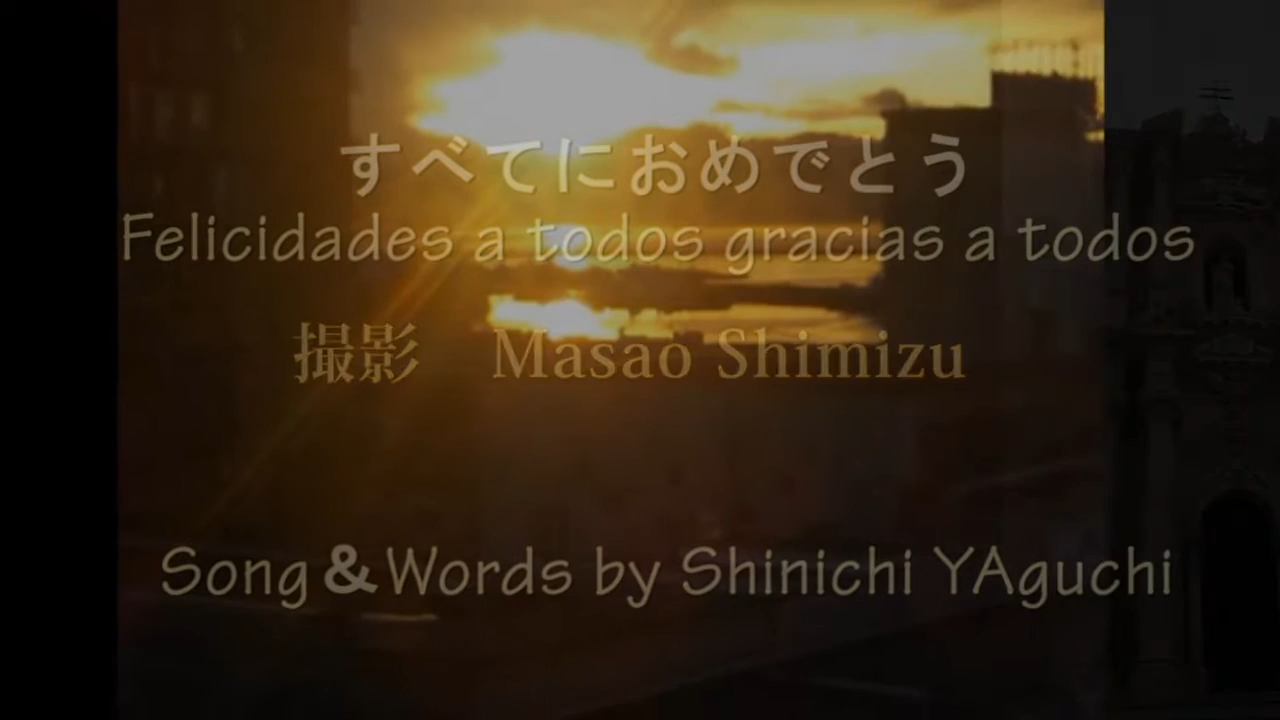 すべてにおめでとう
Felicidades a todos gracias a todos
撮影　Masao Shimizu
Song＆Words by Shinichi YAguchi